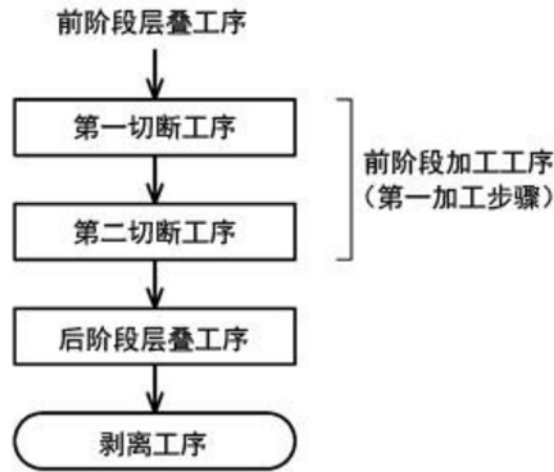 前阶段层叠工序
第一切断工序
前阶段加工工序
（第一加工步骤）
第二切断工序
后阶段层叠工序
剥离工序